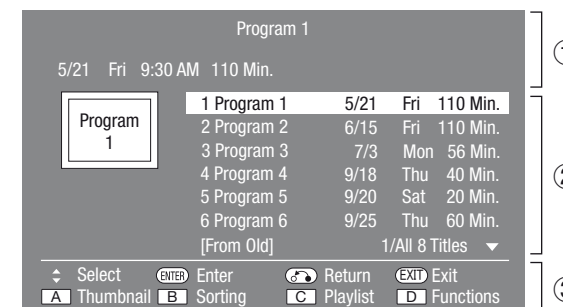 Program 1
5/21 Fri 9:30 AM 110 Min.
Program
1
1 Program 1 5/21 Fri 110 Min.
2 Program 2 6/15 Fri 110 Min.
3 Program 3 7/3 Mon 56 Min.
4 Program 4 9/18 Thu 40 Min.
5 Program 5 9/20 Sat 20 Min.
6 Program 6 9/25 Thu 60 Min.
[From Old] 1/All 8 Titles
Select ENTER Enter Return EXIT Exit
A Thumbnail B Sorting C Playlist D Functions